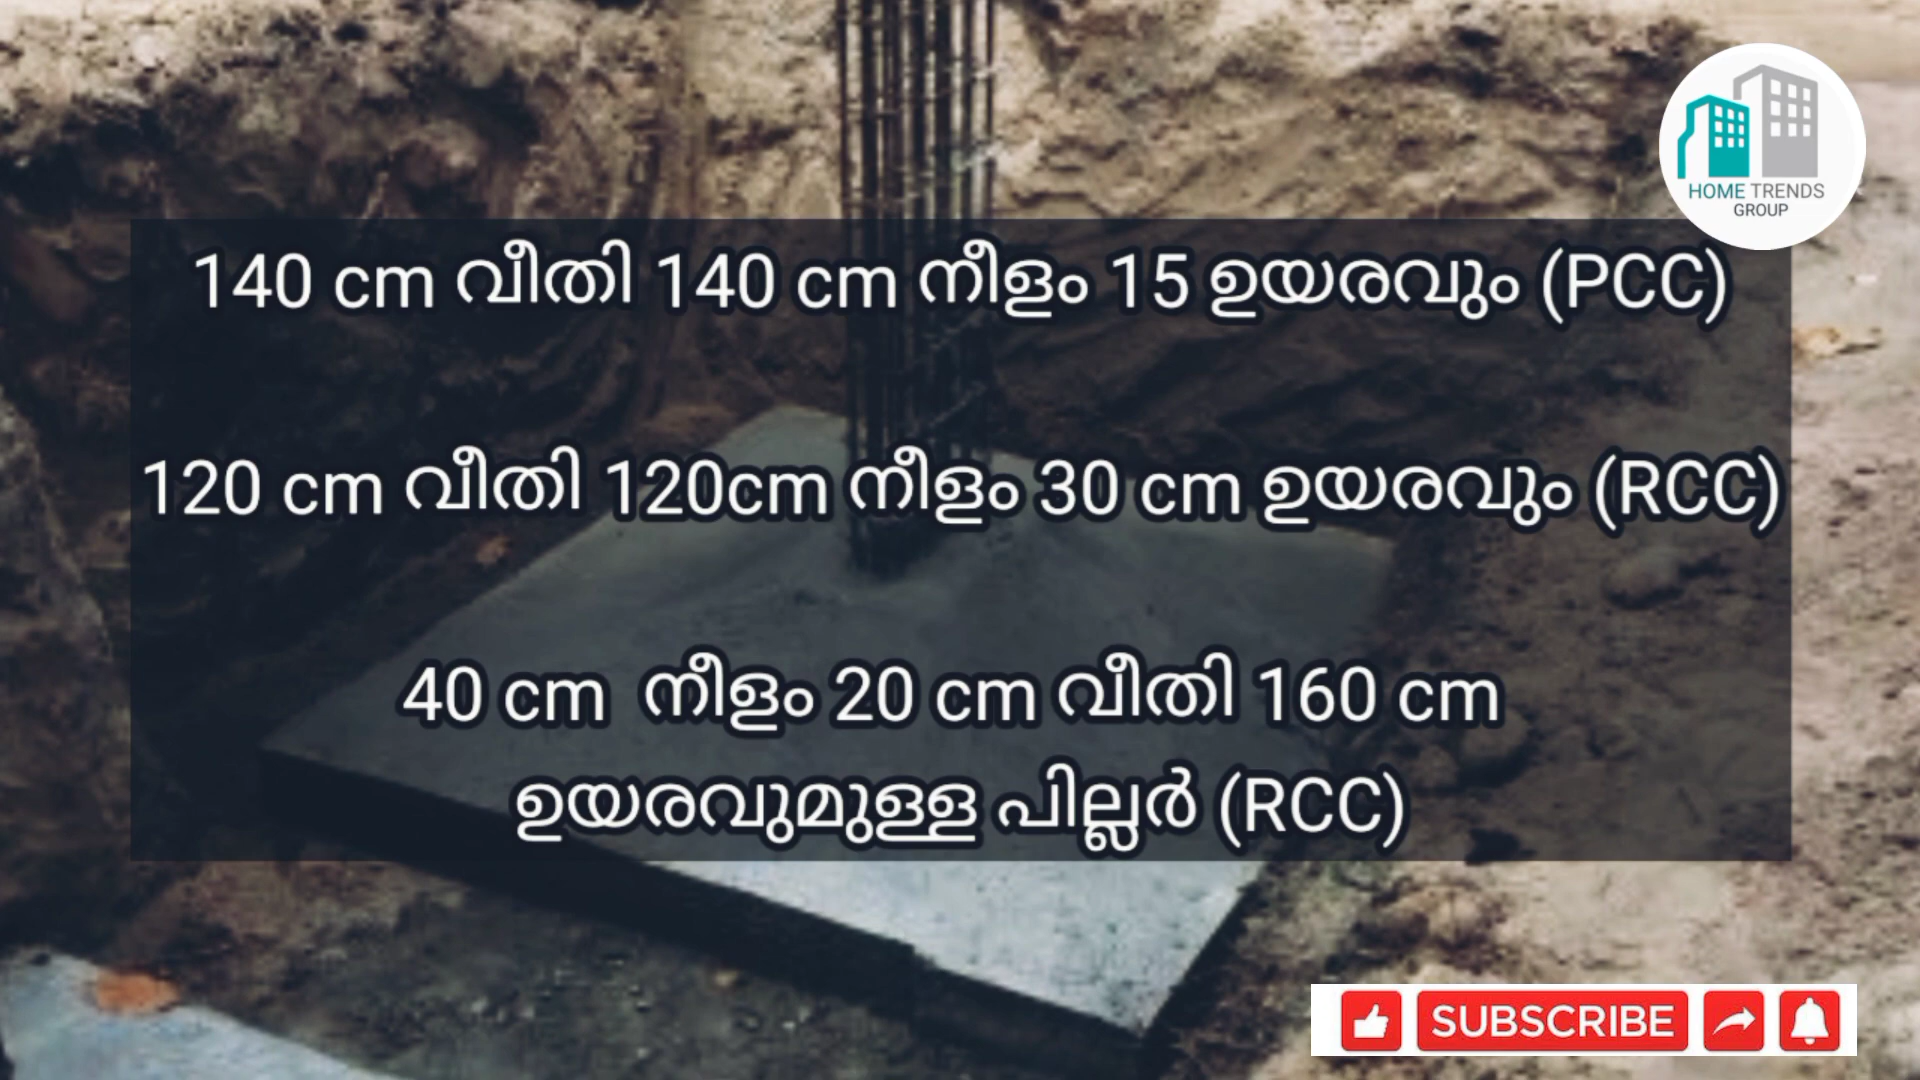 HOME TRENDS
GROUP
140 cm വീതി 140 cm നീളം 15 ഉയരവും (PCC)
120 cm വീതി 120cm നീളം 30 cm ഉയരവും (RCC)
40 cm നീളം 20 cm വീതി 160 cm
ഉയരവുമുള്ള പില്ലർ (RCC)
SUBSCRIBE